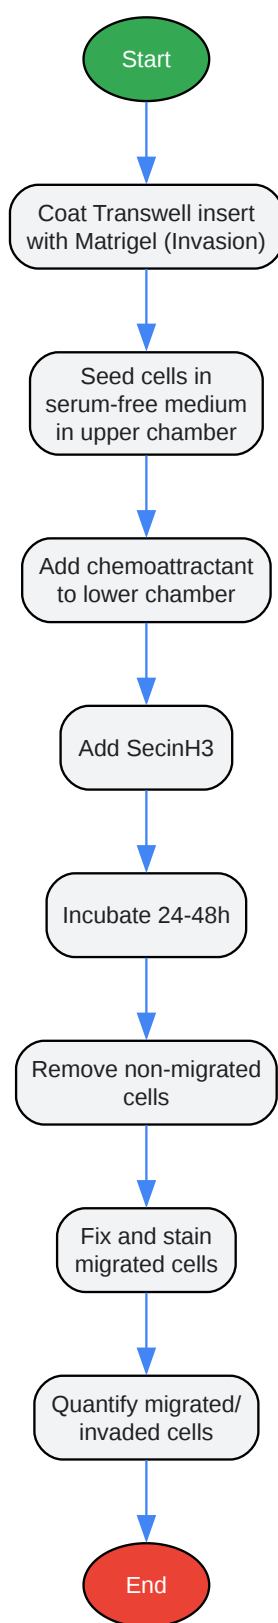 Start
Coat Transwell insert
with Matrigel (Invasion)
Seed cells in
serum-free medium
in upper chamber
Add chemoattractant
to lower chamber
Add SecinH3
Incubate 24-48h
Remove non-migrated
cells
Fix and stain
migrated cells
Quantify migrated/
invaded cells
End